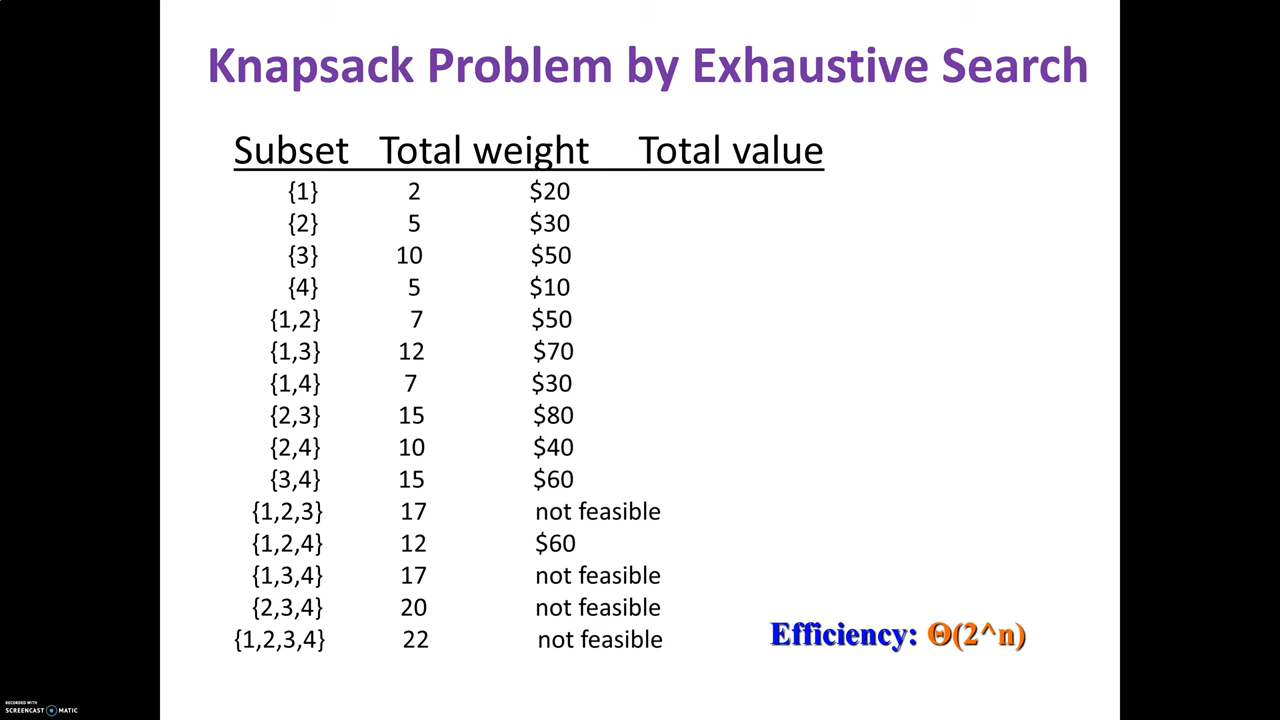 Knapsack Problem by Exhaustive Search
Subset Total weight Total value
{1} 2 $20
{2} 5 $30
{3} 10 $50
{4} 5 $10
{1,2} 7 $50
{1,3} 12 $70
{1,4} 7 $30
{2,3} 15 $80
{2,4} 10 $40
{3,4} 15 $60
{1,2,3} 17 not feasible
{1,2,4} 12 $60
{1,3,4} 17 not feasible
{2,3,4} 20 not feasible
{1,2,3,4} 22 not feasible
Efficiency: Θ(2^n)
RECORDED WITH
SCREENCAST MATIC